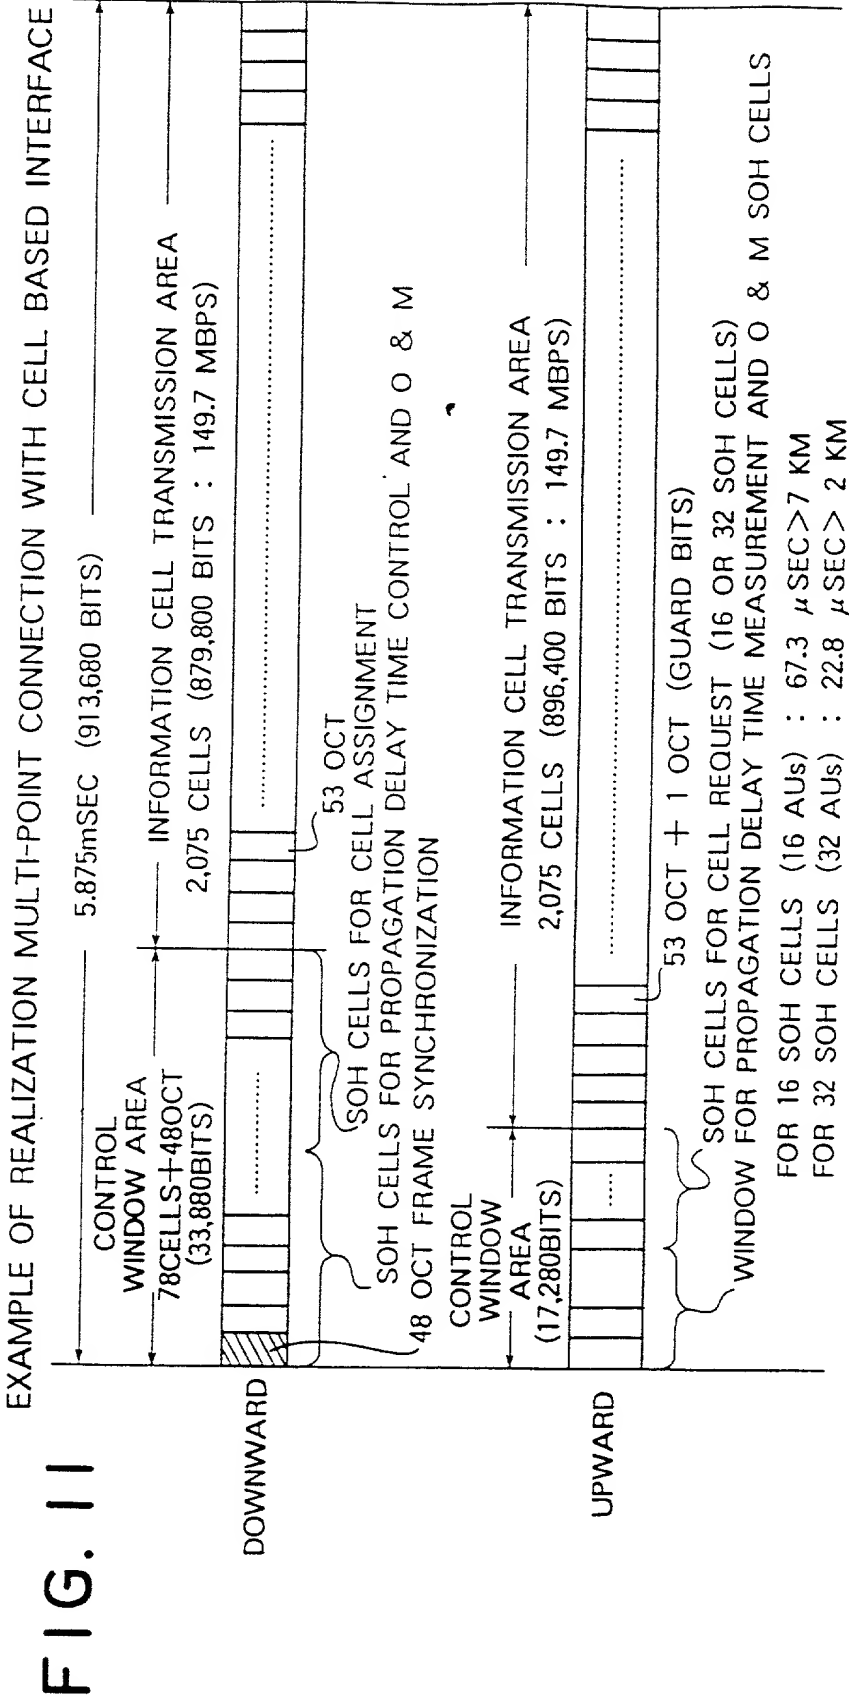 FIG. 11
EXAMPLE OF REALIZATION MULTI-POINT CONNECTION WITH CELL BASED INTERFACE
5.875mSEC (913,680 BITS)
CONTROL
WINDOW AREA
78CELLS+48OCT
(33,880BITS)
INFORMATION CELL TRANSMISSION AREA
2,075 CELLS (879,800 BITS : 149.7 MBPS)
DOWNWARD
53 OCT
SOH CELLS FOR CELL ASSIGNMENT
SOH CELLS FOR PROPAGATION DELAY TIME CONTROL AND O & M
48 OCT FRAME SYNCHRONIZATION
CONTROL
WINDOW
AREA
(17,280BITS)
INFORMATION CELL TRANSMISSION AREA
2,075 CELLS (896,400 BITS : 149.7 MBPS)
UPWARD
53 OCT + 1 OCT (GUARD BITS)
SOH CELLS FOR CELL REQUEST (16 OR 32 SOH CELLS)
WINDOW FOR PROPAGATION DELAY TIME MEASUREMENT AND O & M SOH CELLS
FOR 16 SOH CELLS (16 AUs) : 67.3 μSEC>7 KM
FOR 32 SOH CELLS (32 AUs) : 22.8 μSEC> 2 KM